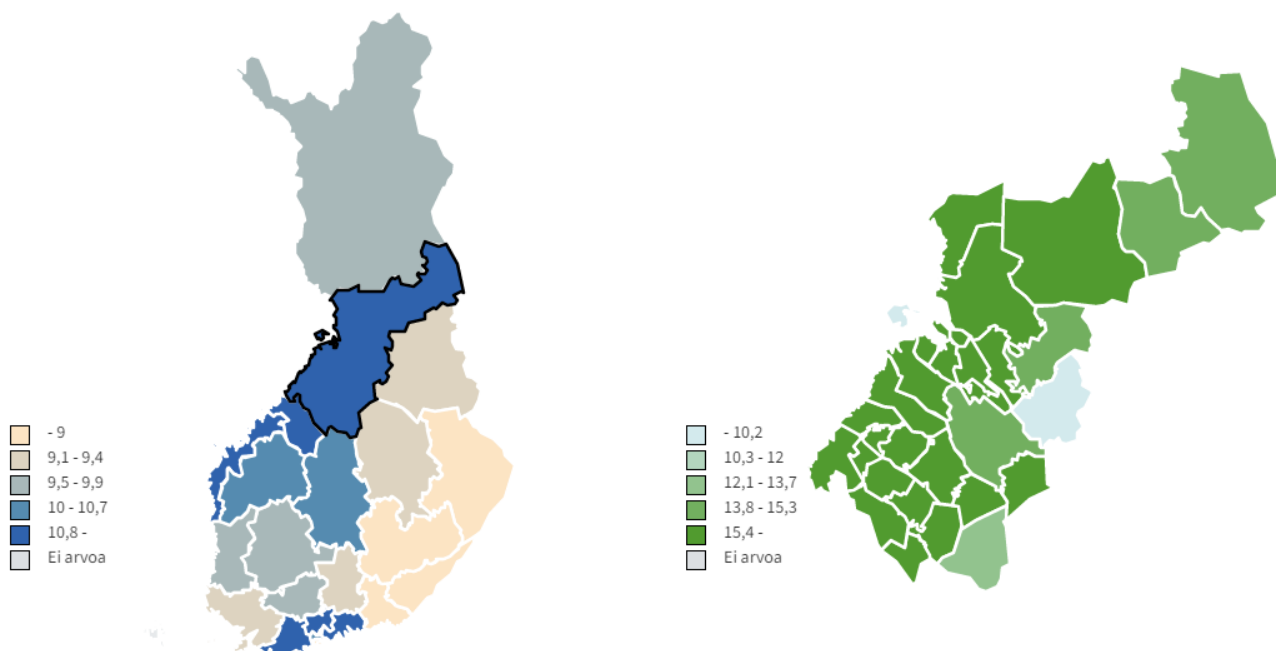 - 9
9,1 - 9,4
9,5 - 9,9
10 - 10,7
10,8 -
Ei arvoa
- 10,2
10,3 - 12
12,1 - 13,7
13,8 - 15,3
15,4 -
Ei arvoa